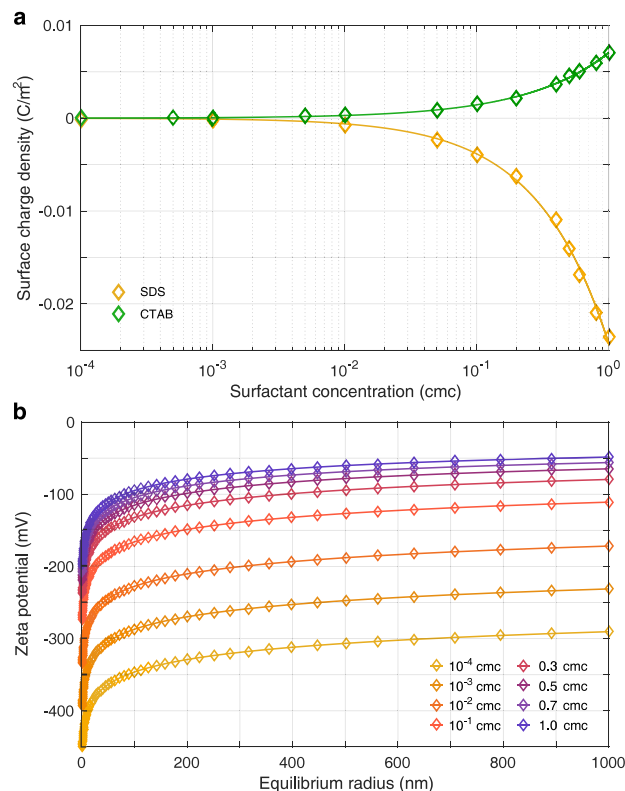 a
0.01
0
-0.01
-0.02
Surface charge density (C/m²)
SDS
CTAB
10⁻⁴ 10⁻³ 10⁻² 10⁻¹ 10⁰
Surfactant concentration (cmc)
b
0
-100
-200
-300
-400
Zeta potential (mV)
10⁻⁴ cmc 0.3 cmc
10⁻³ cmc 0.5 cmc
10⁻² cmc 0.7 cmc
10⁻¹ cmc 1.0 cmc
0 200 400 600 800 1000
Equilibrium radius (nm)